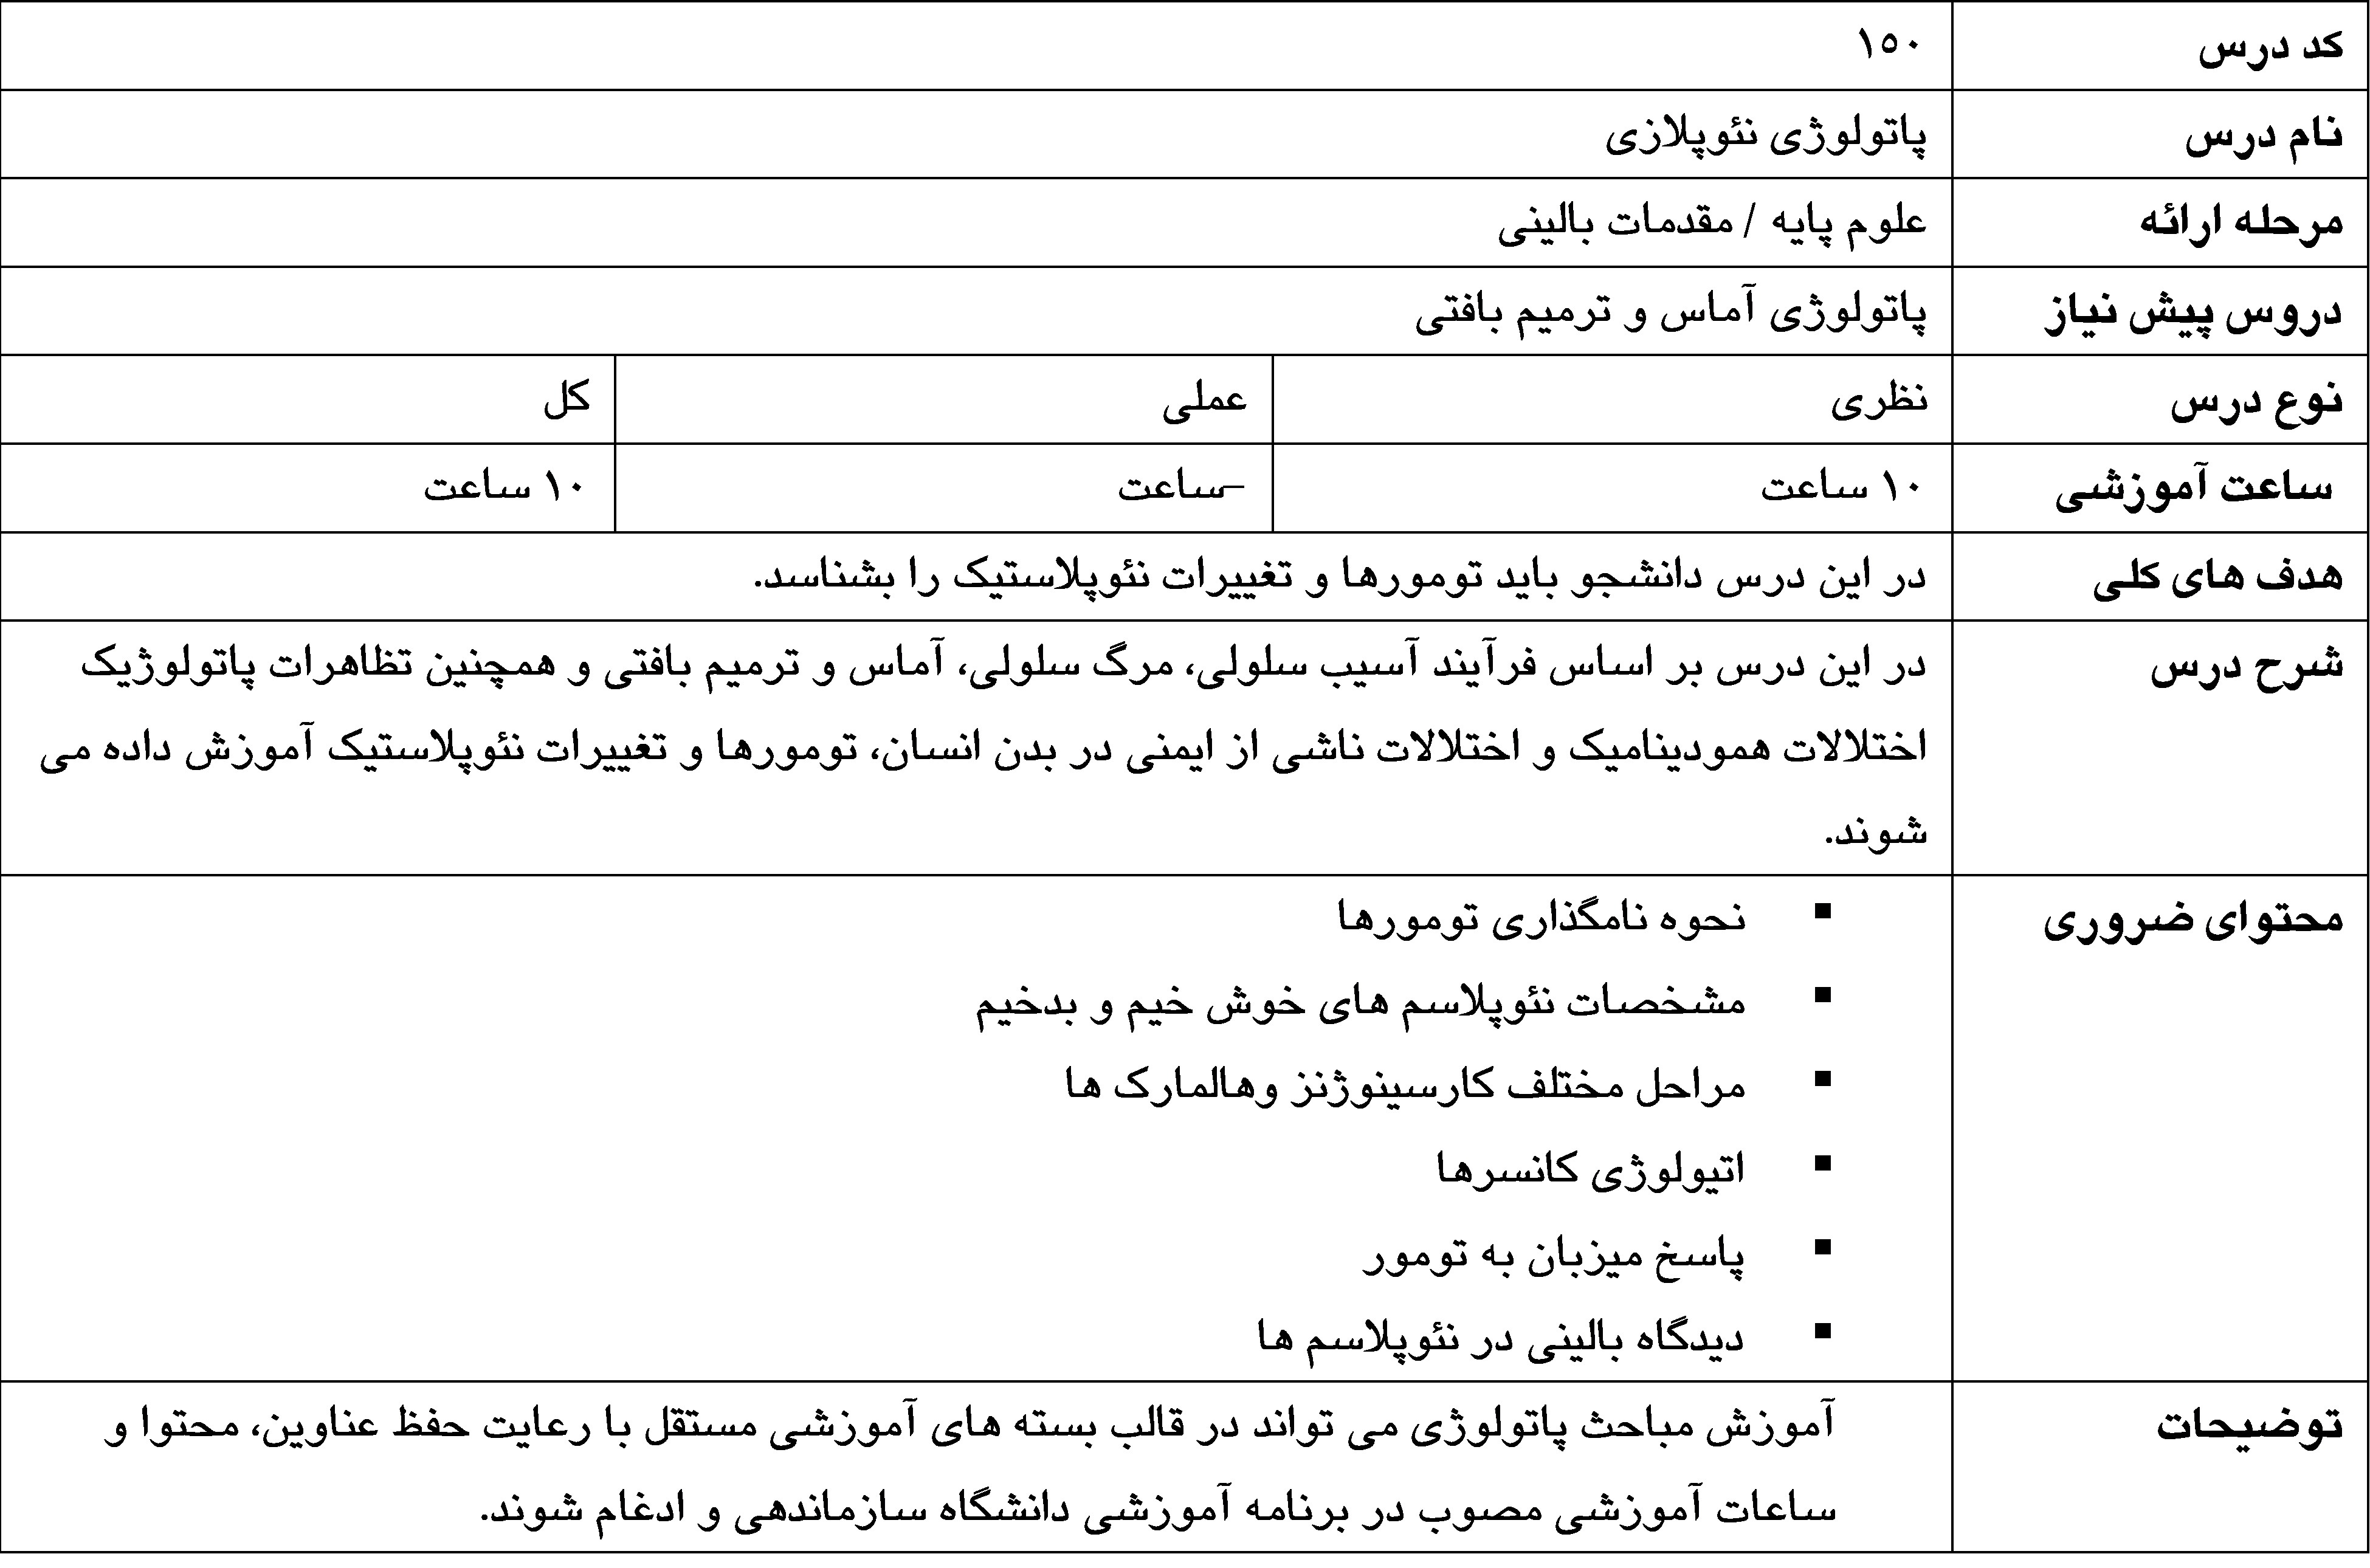 کد درس ۱۵۰
نام درس پاتولوژی نئوپلازی
مرحله ارائه علوم پایه / مقدمات بالینی
دروس پیش نیاز پاتولوژی آماس و ترمیم بافتی
نوع درس نظری عملی کل
ساعت آموزشی ۱۰ ساعت –ساعت ۱۰ ساعت
هدف های کلی در این درس دانشجو باید تومورها و تغییرات نئوپلاستیک را بشناسد.
شرح درس در این درس بر اساس فرآیند آسیب سلولی، مرگ سلولی، آماس و ترمیم بافتی و همچنین تظاهرات پاتولوژیک
اختلالات همودینامیک و اختلالات ناشی از ایمنی در بدن انسان، تومورها و تغییرات نئوپلاستیک آموزش داده می
شوند.
محتوای ضروری ▪ نحوه نامگذاری تومورها
▪ مشخصات نئوپلاسم های خوش خیم و بدخیم
▪ مراحل مختلف کارسینوژنز وهالمارک ها
▪ اتیولوژی کانسرها
▪ پاسخ میزبان به تومور
▪ دیدگاه بالینی در نئوپلاسم ها
توضیحات آموزش مباحث پاتولوژی می تواند در قالب بسته های آموزشی مستقل با رعایت حفظ عناوین، محتوا و
ساعات آموزشی مصوب در برنامه آموزشی دانشگاه سازماندهی و ادغام شوند.